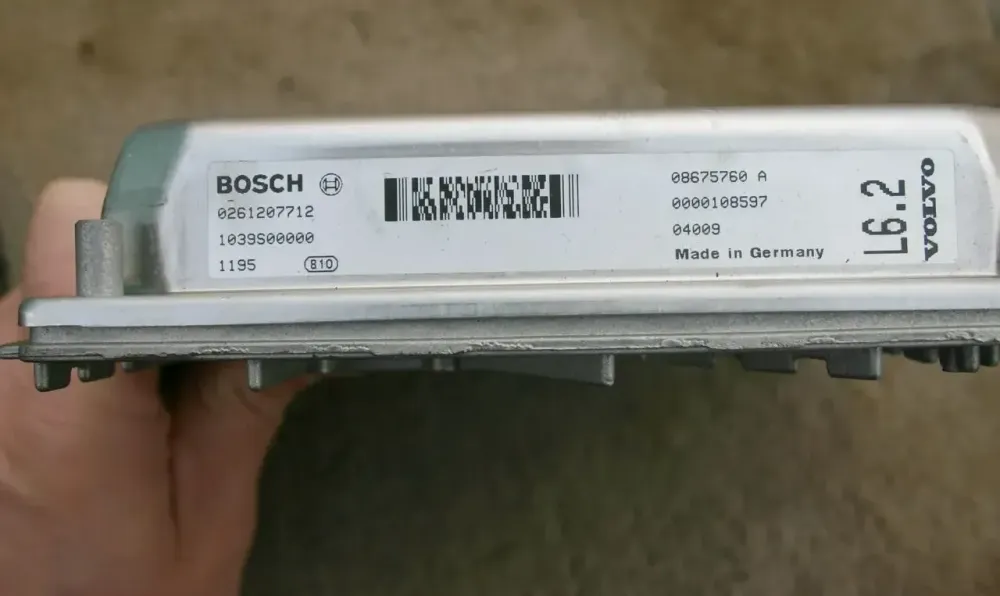 BOSCH
0261207712
1039S00000
1195
810
08675760 A
0000108597
04009
Made in Germany
L6.2
VOLVO